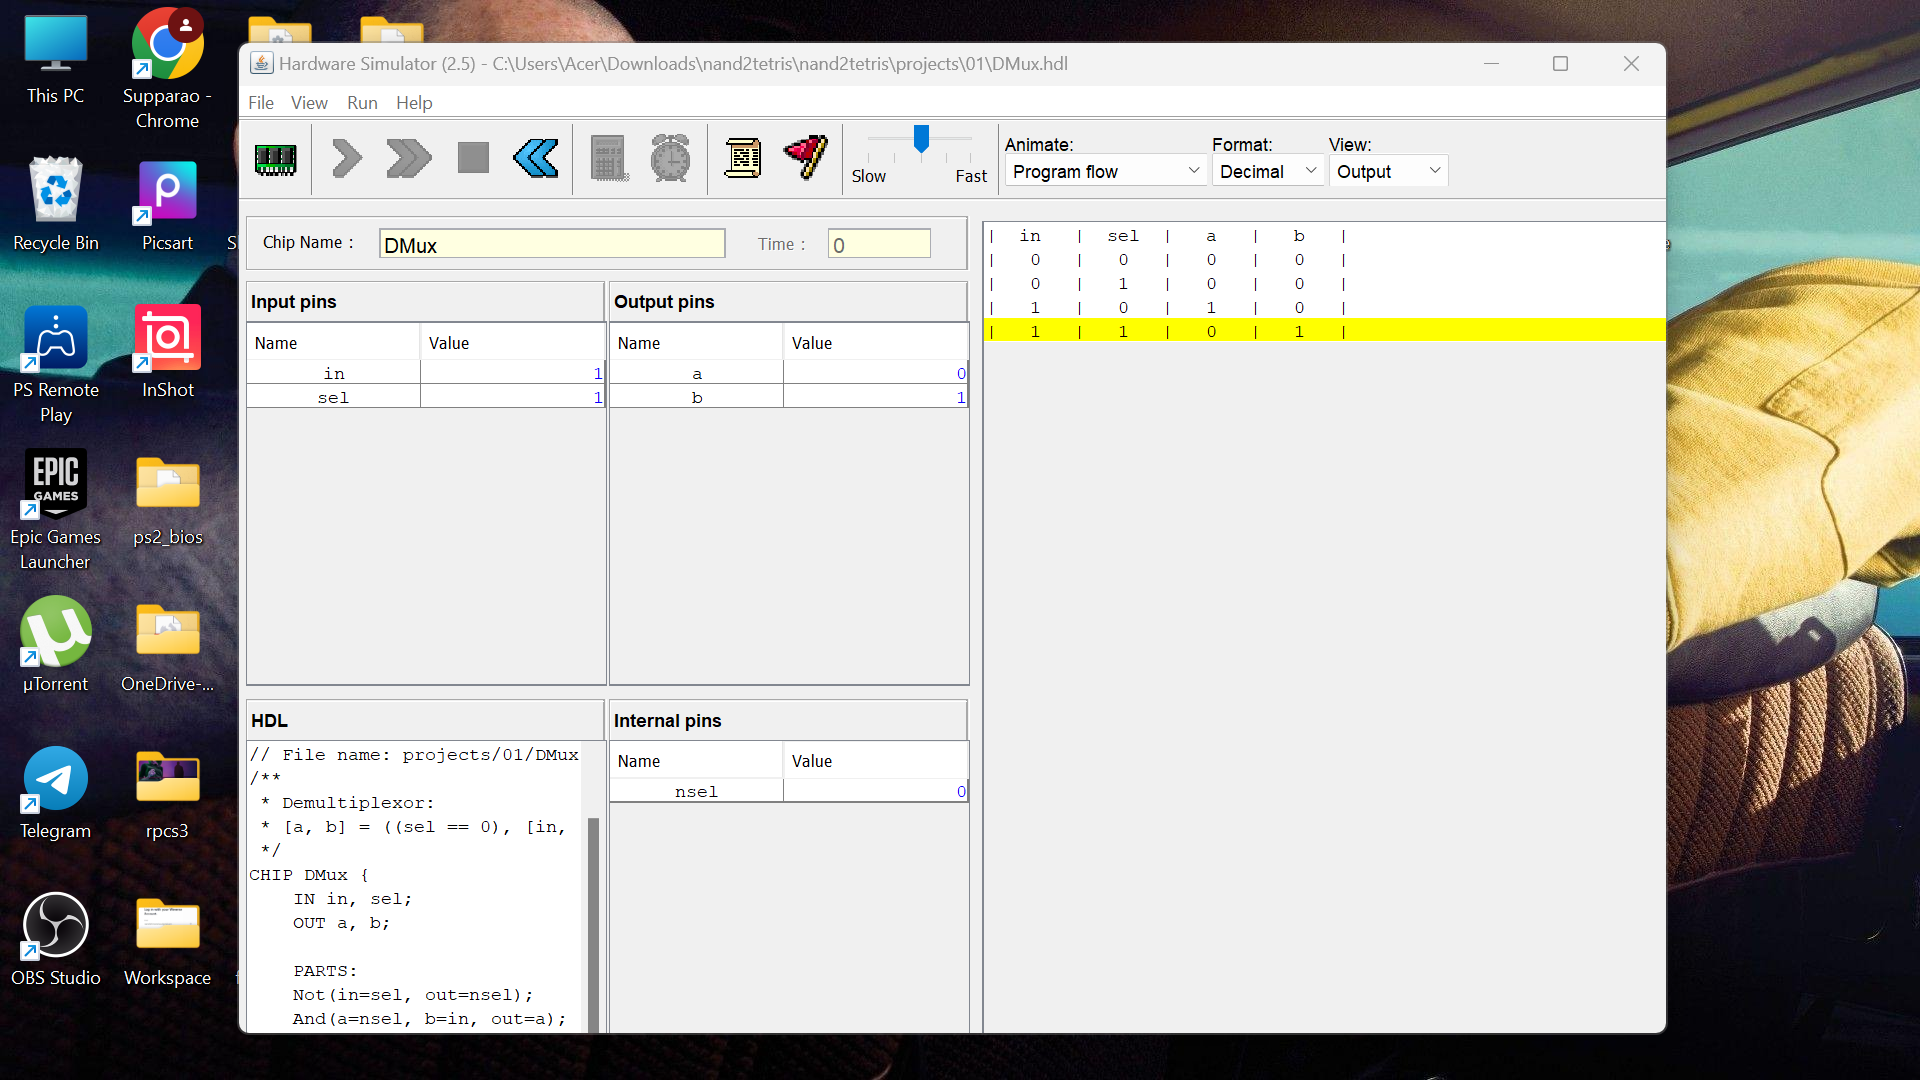 This PC
Supparao -
Chrome
Recycle Bin
Picsart
PS Remote
Play
InShot
EPIC
GAMES
Epic Games
Launcher
ps2_bios
µTorrent
OneDrive-...
Telegram
rpcs3
OBS Studio
Workspace
Hardware Simulator (2.5) - C:\Users\Acer\Downloads\nand2tetris\nand2tetris\projects\01\DMux.hdl
File View Run Help
Slow Fast
Animate: Format: View:
Program flow Decimal Output
Chip Name : DMux Time : 0
Input pins
Name Value
in 1
sel 1
Output pins
Name Value
a 0
b 1
HDL
// File name: projects/01/DMux
/**
* Demultiplexor:
* [a, b] = ((sel == 0), [in,
*/
CHIP DMux {
IN in, sel;
OUT a, b;
PARTS:
Not(in=sel, out=nsel);
And(a=nsel, b=in, out=a);
Internal pins
Name Value
nsel 0
| in | sel | a | b |
| 0 | 0 | 0 | 0 |
| 0 | 1 | 0 | 0 |
| 1 | 0 | 1 | 0 |
| 1 | 1 | 0 | 1 |